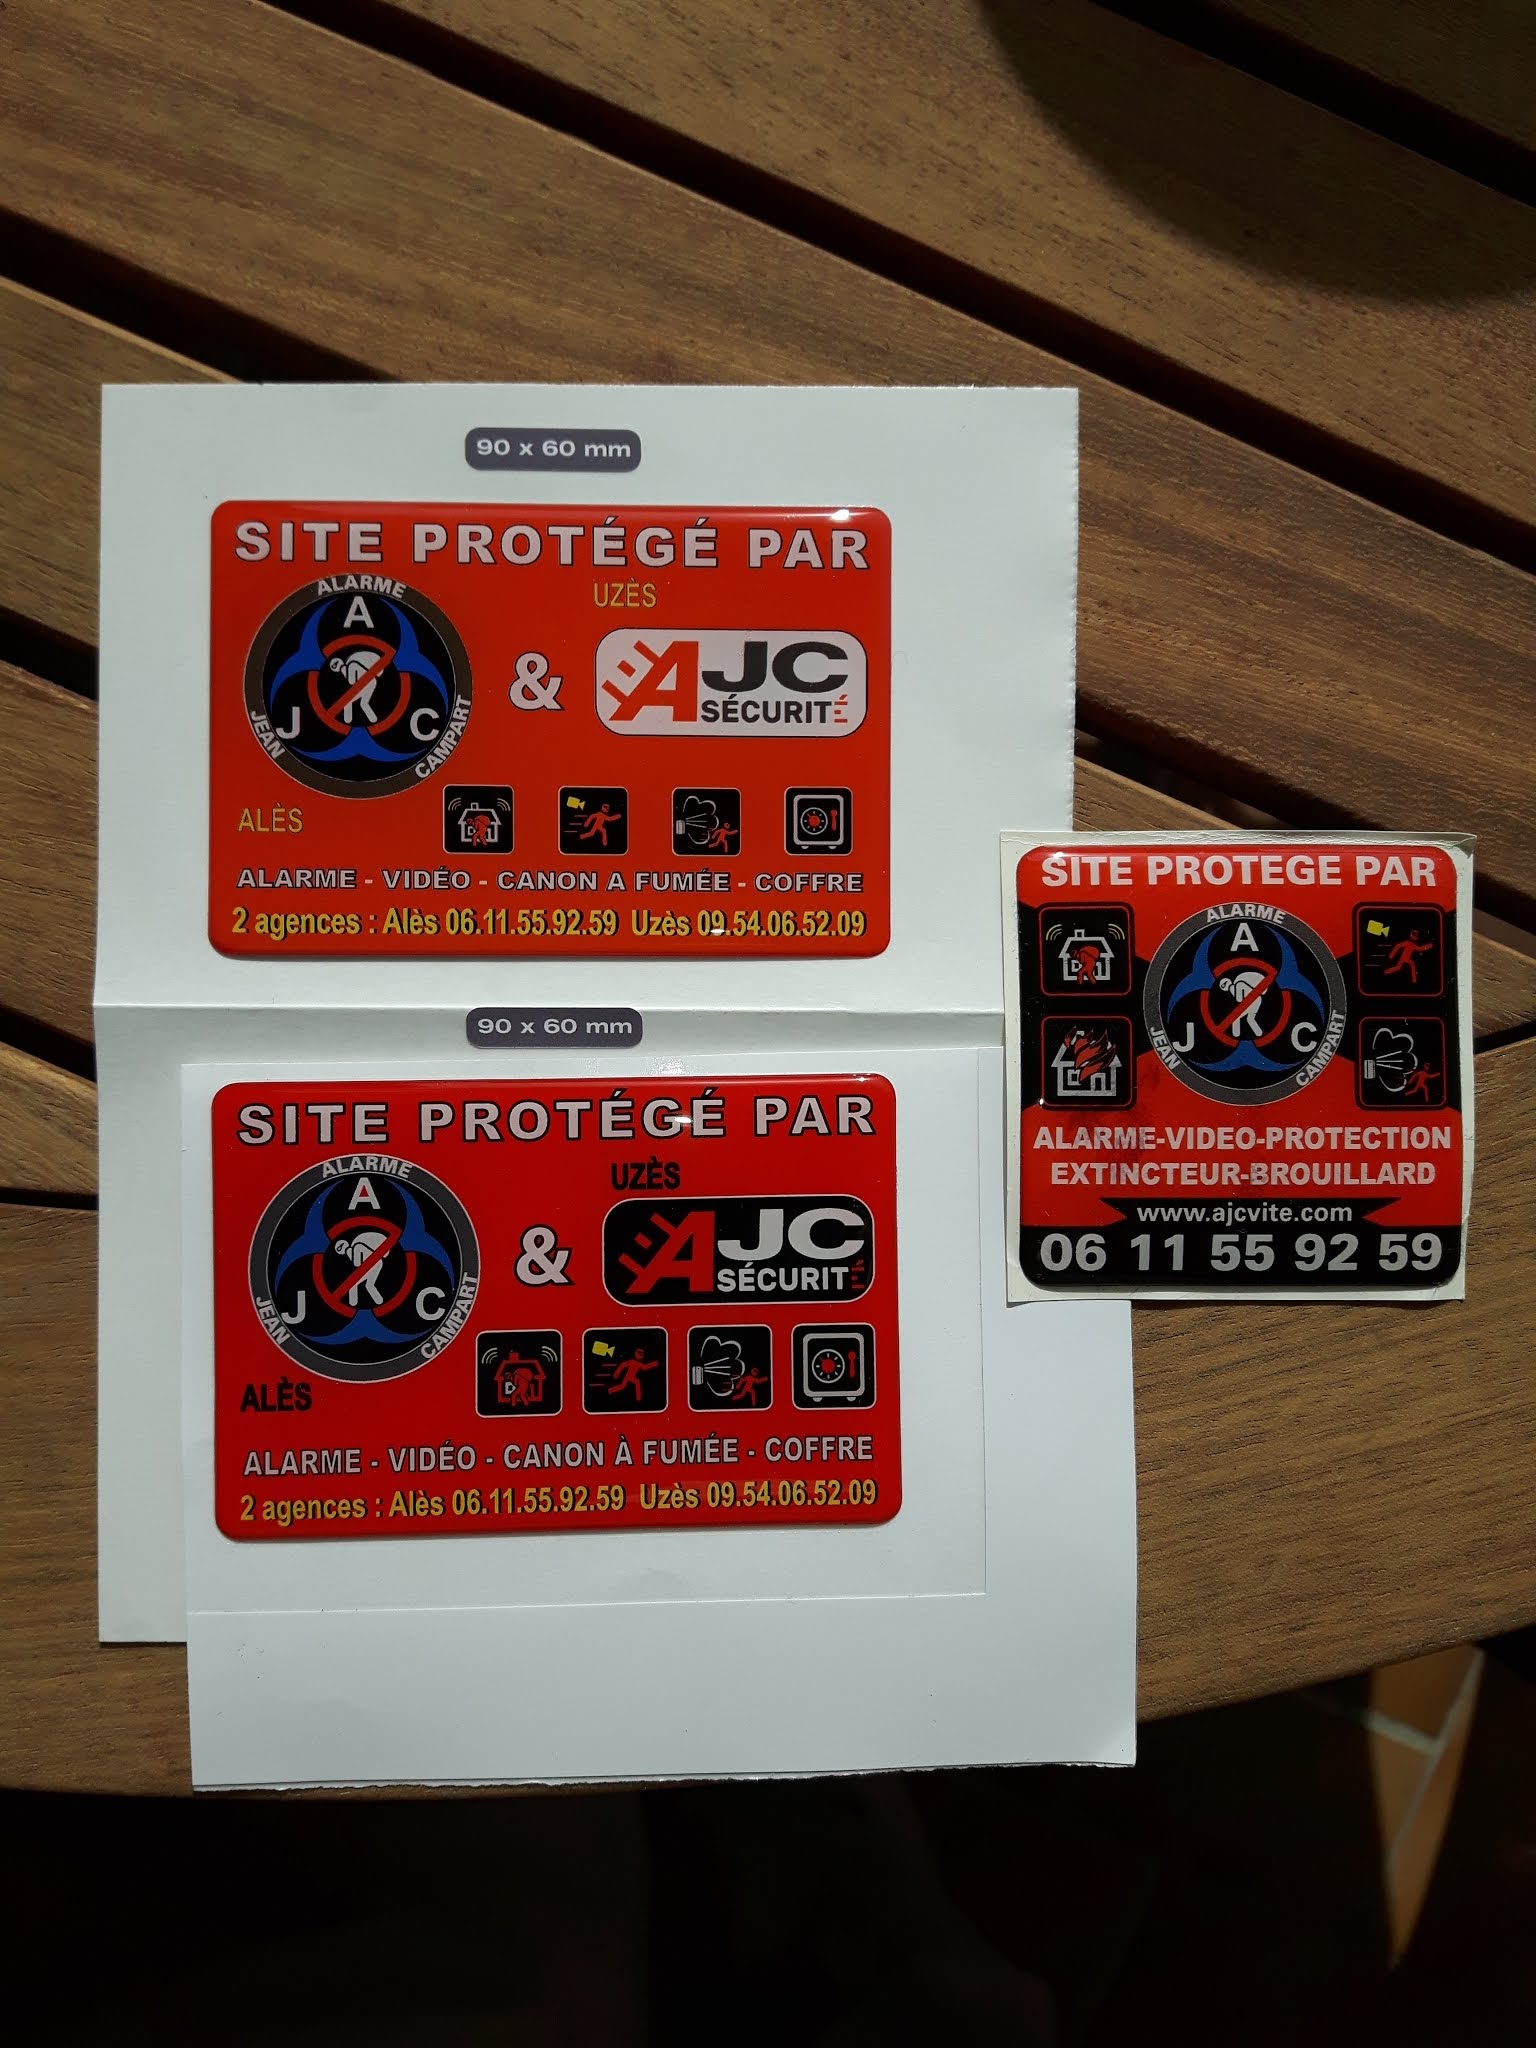 90 x 60 mm
SITE PROTÉGÉ PAR
ALARME
A
J C
JEAN
CAMPART
UZÈS
&
AJC
SÉCURITÉ
ALÈS
ALARME - VIDÉO - CANON A FUMÉE - COFFRE
2 agences : Alès 06.11.55.92.59 Uzès 09.54.06.52.09
90 x 60 mm
SITE PROTÉGÉ PAR
ALARME
A
J C
JEAN
CAMPART
UZÈS
&
AJC
SÉCURITÉ
ALÈS
ALARME - VIDÉO - CANON À FUMÉE - COFFRE
2 agences : Alès 06.11.55.92.59 Uzès 09.54.06.52.09
SITE PROTEGE PAR
ALARME
A
J C
JEAN
CAMPART
ALARME-VIDEO-PROTECTION
EXTINCTEUR-BROUILLARD
www.ajcvite.com
06 11 55 92 59